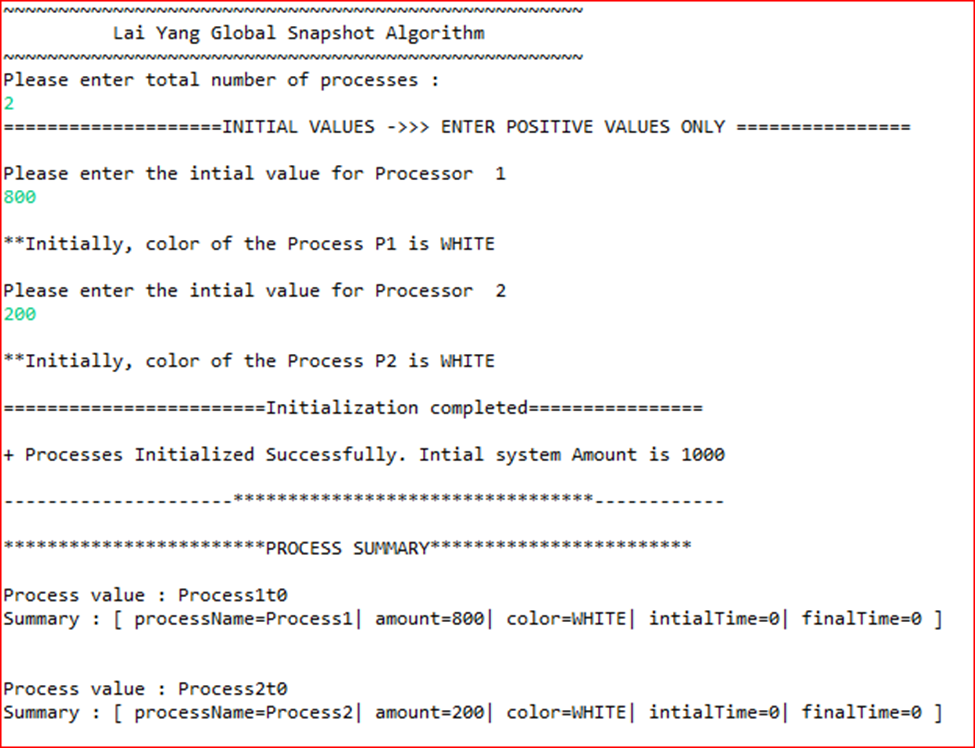 ~~~~~~~~~~~~~~~~~~~~~~~~~~~~~~~~~~~~~~~~~~~~~~~~~~~~~
Lai Yang Global Snapshot Algorithm
~~~~~~~~~~~~~~~~~~~~~~~~~~~~~~~~~~~~~~~~~~~~~~~~~~~~~
Please enter total number of processes :
2
====================INITIAL VALUES ->>> ENTER POSITIVE VALUES ONLY ================
Please enter the intial value for Processor  1
800
**Initially, color of the Process P1 is WHITE
Please enter the intial value for Processor  2
200
**Initially, color of the Process P2 is WHITE
========================Initialization completed================
+ Processes Initialized Successfully. Intial system Amount is 1000
---------------------*********************************------------
************************PROCESS SUMMARY************************
Process value : Process1t0
Summary : [ processName=Process1| amount=800| color=WHITE| intialTime=0| finalTime=0 ]
Process value : Process2t0
Summary : [ processName=Process2| amount=200| color=WHITE| intialTime=0| finalTime=0 ]